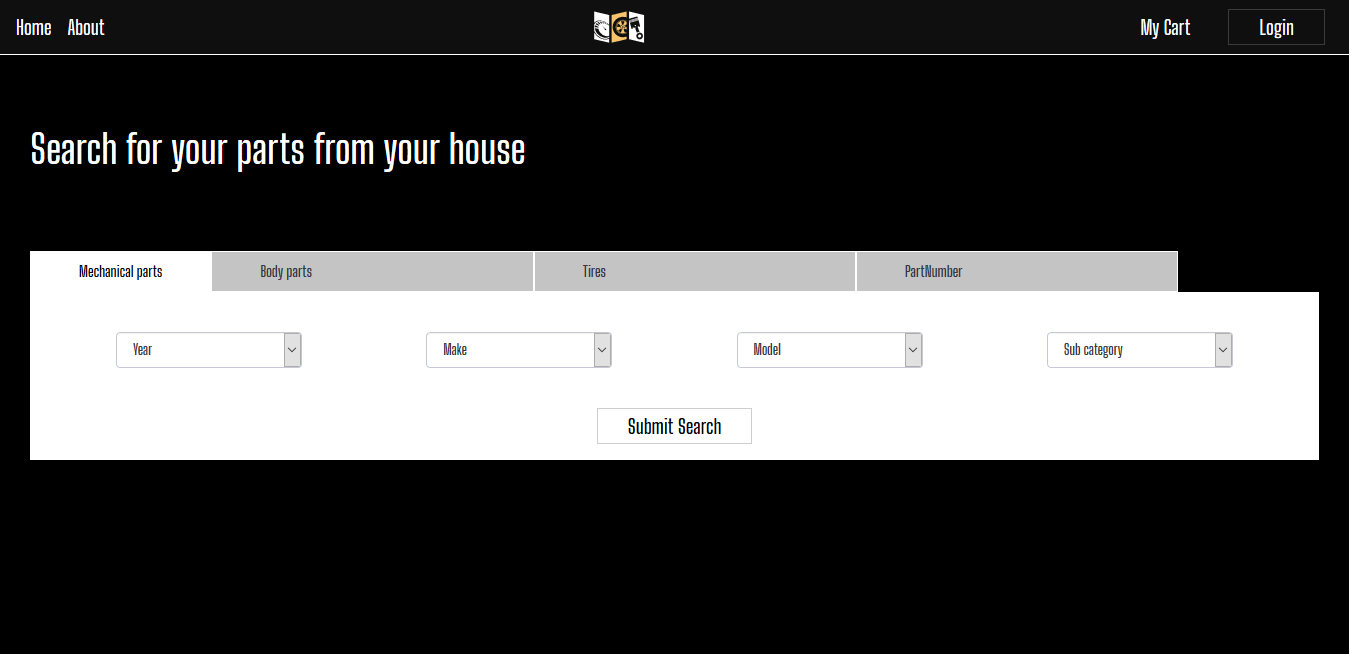 Home About My Cart Login
Search for your parts from your house
Mechanical parts Body parts Tires PartNumber
Year Make Model Sub category
Submit Search